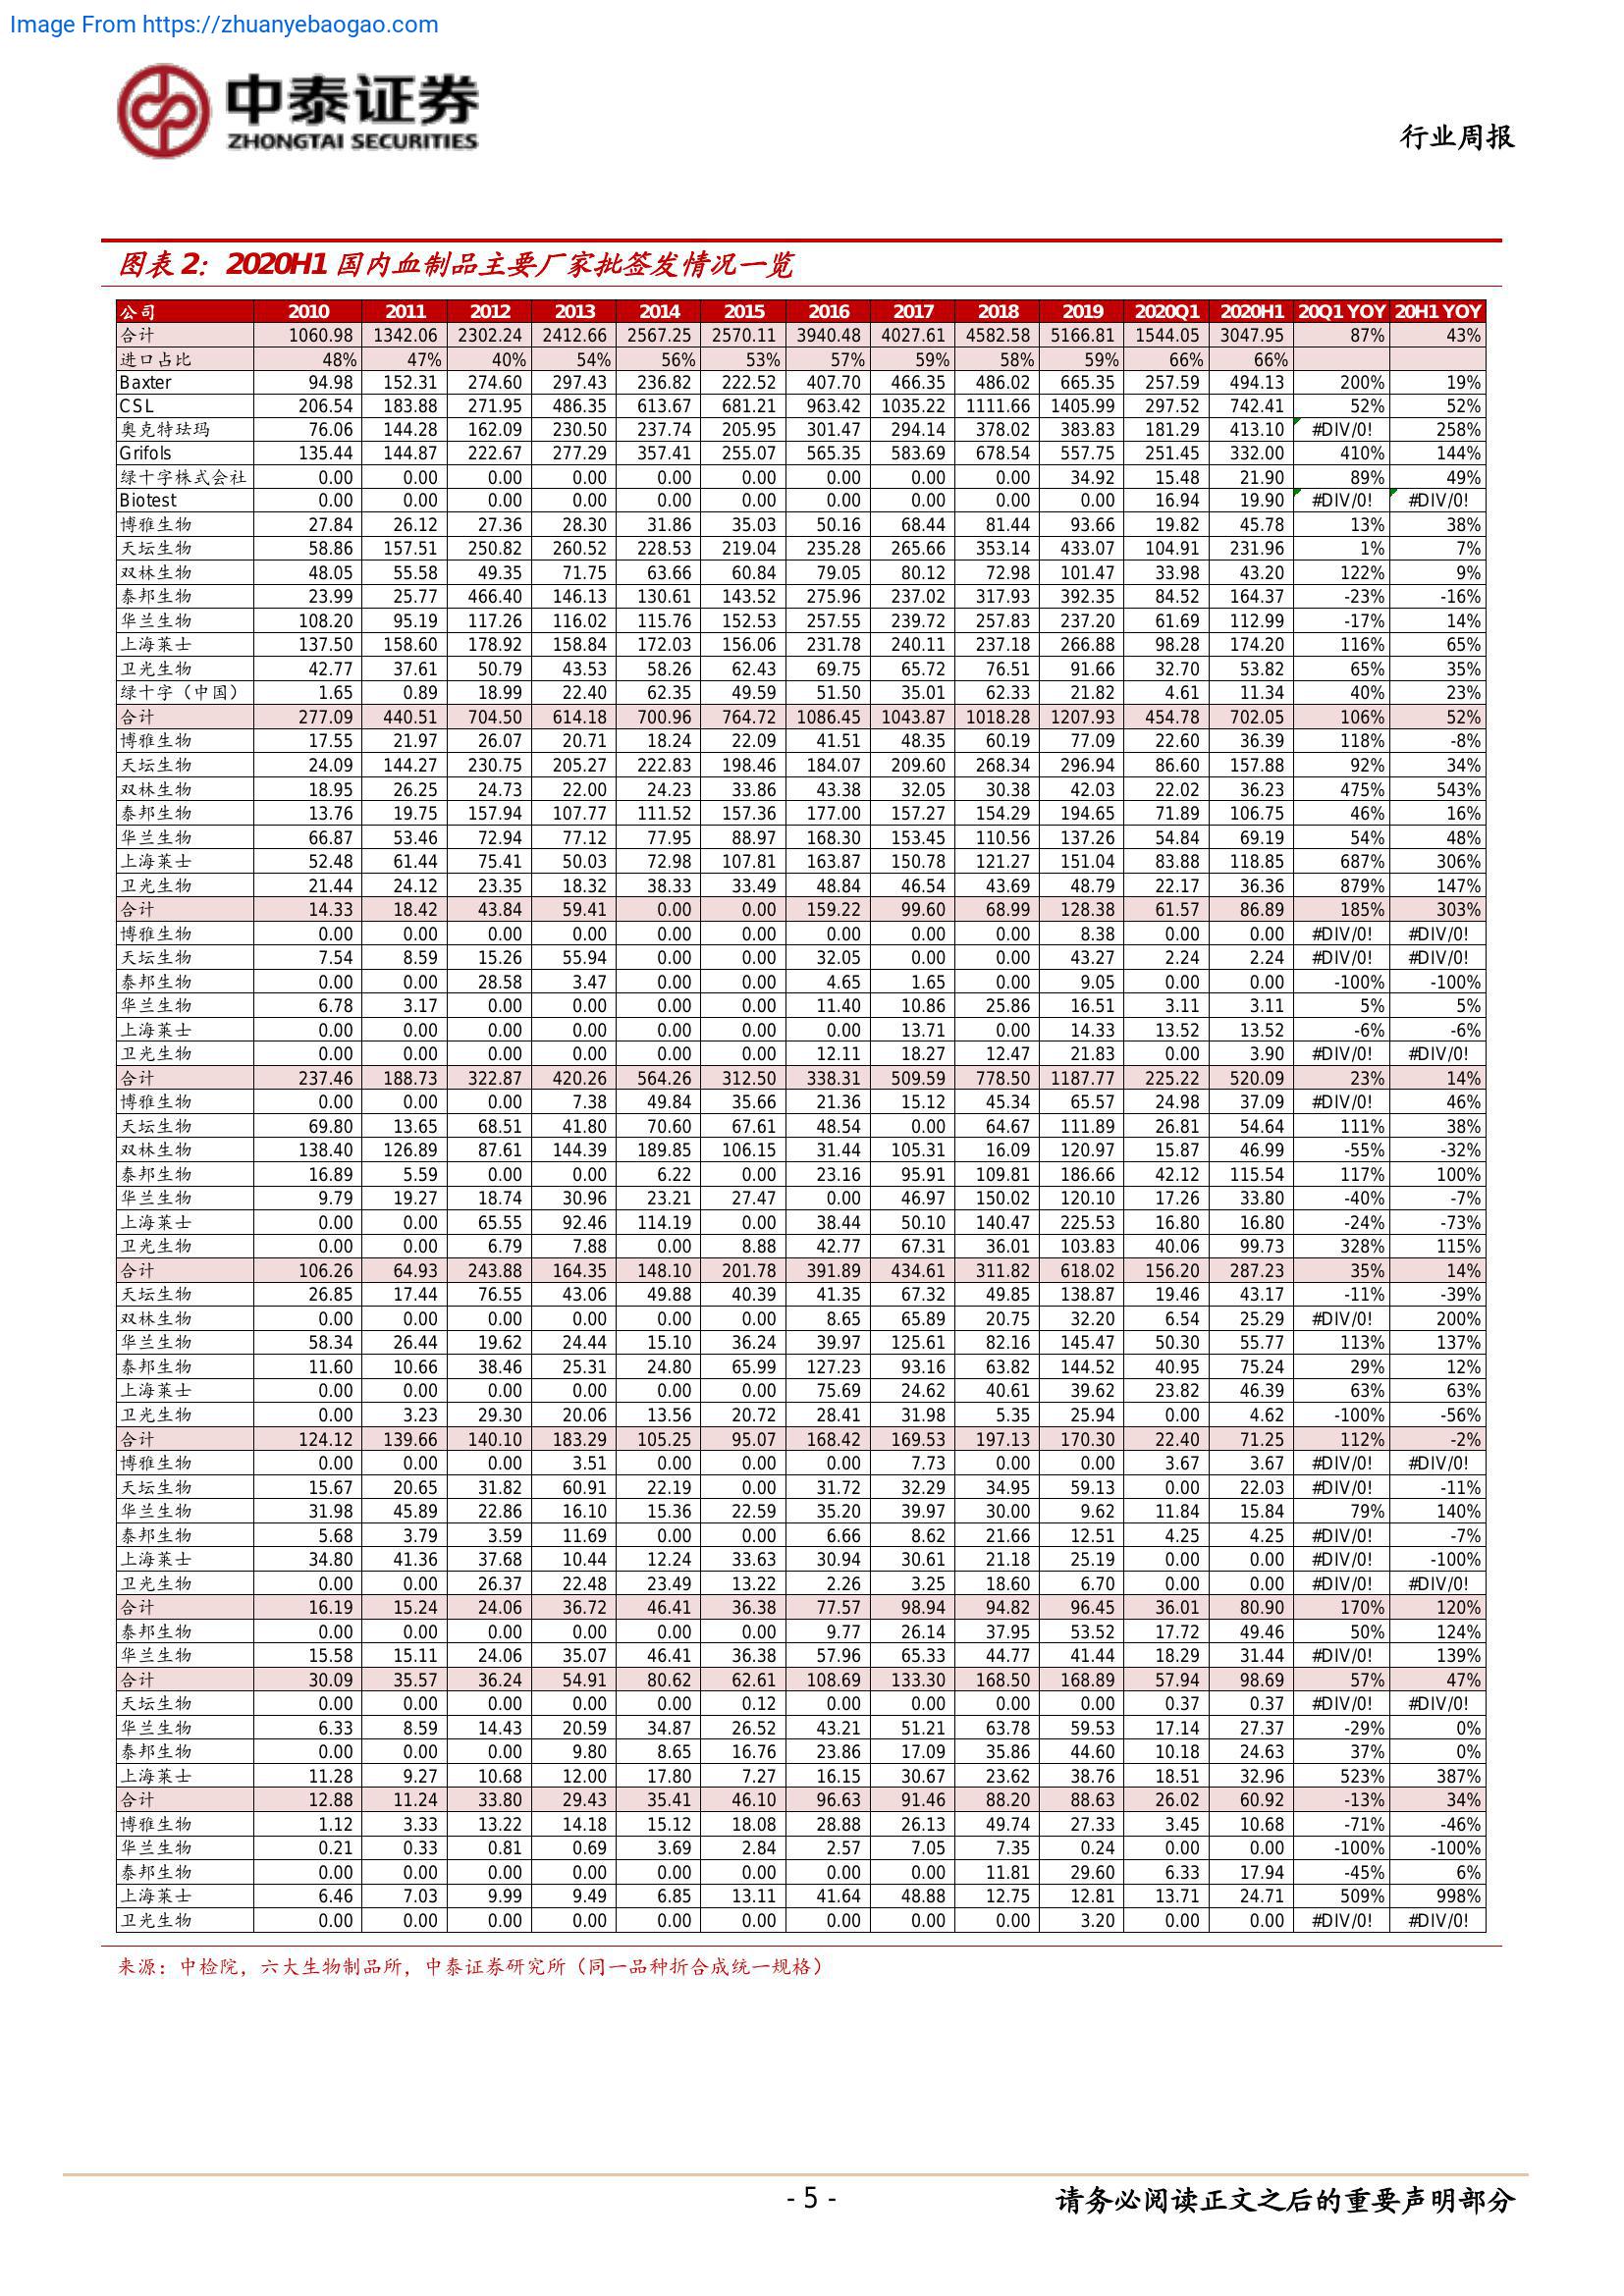 Image From https://zhuanyebaogao.com
中泰证券
ZHONGTAI SECURITIES
行业周报
图表 2：2020H1 国内血制品主要厂家批签发情况一览
公司 2010 2011 2012 2013 2014 2015 2016 2017 2018 2019 2020Q1 2020H1 20Q1 YOY 20H1 YOY
合计 1060.98 1342.06 2302.24 2412.66 2567.25 2570.11 3940.48 4027.61 4582.58 5166.81 1544.05 3047.95 87% 43%
进口占比 48% 47% 40% 54% 56% 53% 57% 59% 58% 59% 66% 66%
Baxter 94.98 152.31 274.60 297.43 236.82 222.52 407.70 466.35 486.02 665.35 257.59 494.13 200% 19%
CSL 206.54 183.88 271.95 486.35 613.67 681.21 963.42 1035.22 1111.66 1405.99 297.52 742.41 52% 52%
奥克特珐玛 76.06 144.28 162.09 230.50 237.74 205.95 301.47 294.14 378.02 383.83 181.29 413.10 #DIV/0! 258%
Grifols 135.44 144.87 222.67 277.29 357.41 255.07 565.35 583.69 678.54 557.75 251.45 332.00 410% 144%
绿十字株式会社 0.00 0.00 0.00 0.00 0.00 0.00 0.00 0.00 0.00 34.92 15.48 21.90 89% 49%
Biotest 0.00 0.00 0.00 0.00 0.00 0.00 0.00 0.00 0.00 0.00 16.94 19.90 #DIV/0! #DIV/0!
博雅生物 27.84 26.12 27.36 28.30 31.86 35.03 50.16 68.44 81.44 93.66 19.82 45.78 13% 38%
天坛生物 58.86 157.51 250.82 260.52 228.53 219.04 235.28 265.66 353.14 433.07 104.91 231.96 1% 7%
双林生物 48.05 55.58 49.35 71.75 63.66 60.84 79.05 80.12 72.98 101.47 33.98 43.20 122% 9%
泰邦生物 23.99 25.77 466.40 146.13 130.61 143.52 275.96 237.02 317.93 392.35 84.52 164.37 -23% -16%
华兰生物 108.20 95.19 117.26 116.02 115.76 152.53 257.55 239.72 257.83 237.20 61.69 112.99 -17% 14%
上海莱士 137.50 158.60 178.92 158.84 172.03 156.06 231.78 240.11 237.18 266.88 98.28 174.20 116% 65%
卫光生物 42.77 37.61 50.79 43.53 58.26 62.43 69.75 65.72 76.51 91.66 32.70 53.82 65% 35%
绿十字（中国） 1.65 0.89 18.99 22.40 62.35 49.59 51.50 35.01 62.33 21.82 4.61 11.34 40% 23%
合计 277.09 440.51 704.50 614.18 700.96 764.72 1086.45 1043.87 1018.28 1207.93 454.78 702.05 106% 52%
博雅生物 17.55 21.97 26.07 20.71 18.24 22.09 41.51 48.35 60.19 77.09 22.60 36.39 118% -8%
天坛生物 24.09 144.27 230.75 205.27 222.83 198.46 184.07 209.60 268.34 296.94 86.60 157.88 92% 34%
双林生物 18.95 26.25 24.73 22.00 24.23 33.86 43.38 32.05 30.38 42.03 22.02 36.23 475% 543%
泰邦生物 13.76 19.75 157.94 107.77 111.52 157.36 177.00 157.27 154.29 194.65 71.89 106.75 46% 16%
华兰生物 66.87 53.46 72.94 77.12 77.95 88.97 168.30 153.45 110.56 137.26 54.84 69.19 54% 48%
上海莱士 52.48 61.44 75.41 50.03 72.98 107.81 163.87 150.78 121.27 151.04 83.88 118.85 687% 306%
卫光生物 21.44 24.12 23.35 18.32 38.33 33.49 48.84 46.54 43.69 48.79 22.17 36.36 879% 147%
合计 14.33 18.42 43.84 59.41 0.00 0.00 159.22 99.60 68.99 128.38 61.57 86.89 185% 303%
博雅生物 0.00 0.00 0.00 0.00 0.00 0.00 0.00 0.00 0.00 8.38 0.00 0.00 #DIV/0! #DIV/0!
天坛生物 7.54 8.59 15.26 55.94 0.00 0.00 32.05 0.00 0.00 43.27 2.24 2.24 #DIV/0! #DIV/0!
泰邦生物 0.00 0.00 28.58 3.47 0.00 0.00 4.65 1.65 0.00 9.05 0.00 0.00 -100% -100%
华兰生物 6.78 3.17 0.00 0.00 0.00 0.00 11.40 10.86 25.86 16.51 3.11 3.11 5% 5%
上海莱士 0.00 0.00 0.00 0.00 0.00 0.00 0.00 13.71 0.00 14.33 13.52 13.52 -6% -6%
卫光生物 0.00 0.00 0.00 0.00 0.00 0.00 12.11 18.27 12.47 21.83 0.00 3.90 #DIV/0! #DIV/0!
合计 237.46 188.73 322.87 420.26 564.26 312.50 338.31 509.59 778.50 1187.77 225.22 520.09 23% 14%
博雅生物 0.00 0.00 0.00 7.38 49.84 35.66 21.36 15.12 45.34 65.57 24.98 37.09 #DIV/0! 46%
天坛生物 69.80 13.65 68.51 41.80 70.60 67.61 48.54 0.00 64.67 111.89 26.81 54.64 111% 38%
双林生物 138.40 126.89 87.61 144.39 189.85 106.15 31.44 105.31 16.09 120.97 15.87 46.99 -55% -32%
泰邦生物 16.89 5.59 0.00 0.00 6.22 0.00 23.16 95.91 109.81 186.66 42.12 115.54 117% 100%
华兰生物 9.79 19.27 18.74 30.96 23.21 27.47 0.00 46.97 150.02 120.10 17.26 33.80 -40% -7%
上海莱士 0.00 0.00 65.55 92.46 114.19 0.00 38.44 50.10 140.47 225.53 16.80 16.80 -24% -73%
卫光生物 0.00 0.00 6.79 7.88 0.00 8.88 42.77 67.31 36.01 103.83 40.06 99.73 328% 115%
合计 106.26 64.93 243.88 164.35 148.10 201.78 391.89 434.61 311.82 618.02 156.20 287.23 35% 14%
天坛生物 26.85 17.44 76.55 43.06 49.88 40.39 41.35 67.32 49.85 138.87 19.46 43.17 -11% -39%
双林生物 0.00 0.00 0.00 0.00 0.00 0.00 8.65 65.89 20.75 32.20 6.54 25.29 #DIV/0! 200%
华兰生物 58.34 26.44 19.62 24.44 15.10 36.24 39.97 125.61 82.16 145.47 50.30 55.77 113% 137%
泰邦生物 11.60 10.66 38.46 25.31 24.80 65.99 127.23 93.16 63.82 144.52 40.95 75.24 29% 12%
上海莱士 0.00 0.00 0.00 0.00 0.00 0.00 75.69 24.62 40.61 39.62 23.82 46.39 63% 63%
卫光生物 0.00 3.23 29.30 20.06 13.56 20.72 28.41 31.98 5.35 25.94 0.00 4.62 -100% -56%
合计 124.12 139.66 140.10 183.29 105.25 95.07 168.42 169.53 197.13 170.30 22.40 71.25 112% -2%
博雅生物 0.00 0.00 0.00 3.51 0.00 0.00 0.00 7.73 0.00 0.00 3.67 3.67 #DIV/0! #DIV/0!
天坛生物 15.67 20.65 31.82 60.91 22.19 0.00 31.72 32.29 34.95 59.13 0.00 22.03 #DIV/0! -11%
华兰生物 31.98 45.89 22.86 16.10 15.36 22.59 35.20 39.97 30.00 9.62 11.84 15.84 79% 140%
泰邦生物 5.68 3.79 3.59 11.69 0.00 0.00 6.66 8.62 21.66 12.51 4.25 4.25 #DIV/0! -7%
上海莱士 34.80 41.36 37.68 10.44 12.24 33.63 30.94 30.61 21.18 25.19 0.00 0.00 #DIV/0! -100%
卫光生物 0.00 0.00 26.37 22.48 23.49 13.22 2.26 3.25 18.60 6.70 0.00 0.00 #DIV/0! #DIV/0!
合计 16.19 15.24 24.06 36.72 46.41 36.38 77.57 98.94 94.82 96.45 36.01 80.90 170% 120%
泰邦生物 0.00 0.00 0.00 0.00 0.00 0.00 9.77 26.14 37.95 53.52 17.72 49.46 50% 124%
华兰生物 15.58 15.11 24.06 35.07 46.41 36.38 57.96 65.33 44.77 41.44 18.29 31.44 #DIV/0! 139%
合计 30.09 35.57 36.24 54.91 80.62 62.61 108.69 133.30 168.50 168.89 57.94 98.69 57% 47%
天坛生物 0.00 0.00 0.00 0.00 0.00 0.12 0.00 0.00 0.00 0.00 0.37 0.37 #DIV/0! #DIV/0!
华兰生物 6.33 8.59 14.43 20.59 34.87 26.52 43.21 51.21 63.78 59.53 17.14 27.37 -29% 0%
泰邦生物 0.00 0.00 0.00 9.80 8.65 16.76 23.86 17.09 35.86 44.60 10.18 24.63 37% 0%
上海莱士 11.28 9.27 10.68 12.00 17.80 7.27 16.15 30.67 23.62 38.76 18.51 32.96 523% 387%
合计 12.88 11.24 33.80 29.43 35.41 46.10 96.63 91.46 88.20 88.63 26.02 60.92 -13% 34%
博雅生物 1.12 3.33 13.22 14.18 15.12 18.08 28.88 26.13 49.74 27.33 3.45 10.68 -71% -46%
华兰生物 0.21 0.33 0.81 0.69 3.69 2.84 2.57 7.05 7.35 0.24 0.00 0.00 -100% -100%
泰邦生物 0.00 0.00 0.00 0.00 0.00 0.00 0.00 0.00 11.81 29.60 6.33 17.94 -45% 6%
上海莱士 6.46 7.03 9.99 9.49 6.85 13.11 41.64 48.88 12.75 12.81 13.71 24.71 509% 998%
卫光生物 0.00 0.00 0.00 0.00 0.00 0.00 0.00 0.00 0.00 3.20 0.00 0.00 #DIV/0! #DIV/0!
来源：中检院，六大生物制品所，中泰证券研究所（同一品种折合成统一规格）
- 5 -
请务必阅读正文之后的重要声明部分